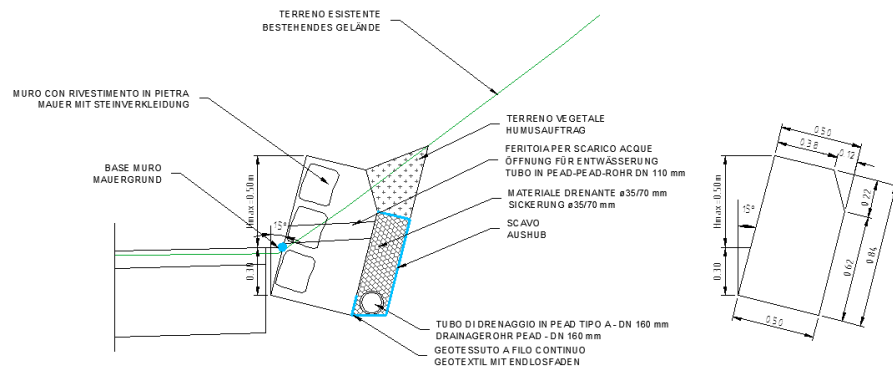 TERRENO ESISTENTE
BESTEHENDES GELÄNDE
MURO CON RIVESTIMENTO IN PIETRA
MAUER MIT STEINVERKLEIDUNG
BASE MURO
MAUERGRUND
TERRENO VEGETALE
HUMUSAUFTRAG
FERITOIA PER SCARICO ACQUE
ÖFFNUNG FÜR ENTWÄSSERUNG
TUBO IN PEAD-PEAD-ROHR DN 110 mm
MATERIALE DRENANTE ø35/70 mm
SICKERUNG ø35/70 mm
SCAVO
AUSHUB
TUBO DI DRENAGGIO IN PEAD TIPO A - DN 160 mm
DRAINAGEROHR PEAD - DN 160 mm
GEOTESSUTO A FILO CONTINUO
GEOTEXTIL MIT ENDLOSFADEN
Hmax=0.50m
15°
0.30
0.50
0.38
0.12
Hmax=0.50m
15°
0.22
0.84
0.62
0.30
0.50